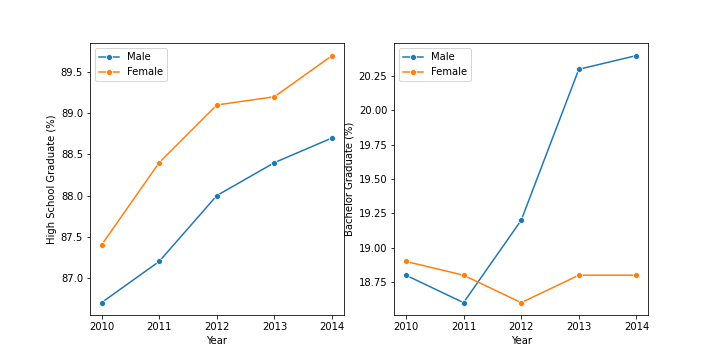 Male
Female
89.5
89.0
88.5
88.0
87.5
87.0
High School Graduate (%)
2010 2011 2012 2013 2014
Year
Male
Female
20.25
20.00
19.75
19.50
19.25
19.00
18.75
Bachelor Graduate (%)
2010 2011 2012 2013 2014
Year